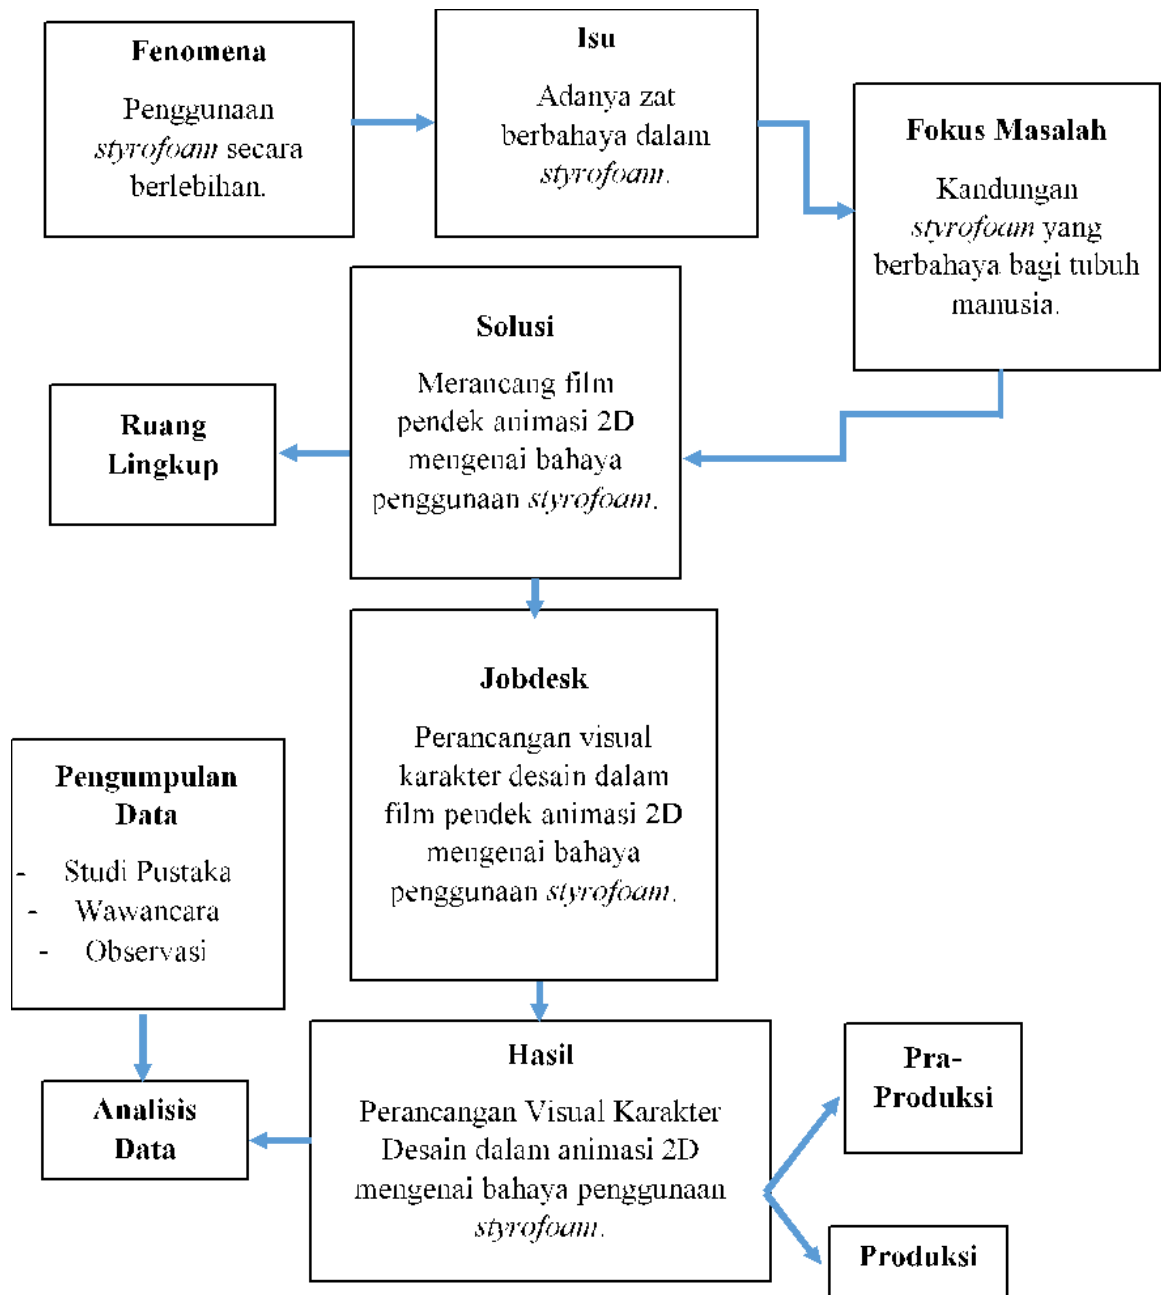 Fenomena
Penggunaan
styrofoam secara
berlebihan.
Isu
Adanya zat
berbahaya dalam
styrofoam.
Fokus Masalah
Kandungan
styrofoam yang
berbahaya bagi tubuh
manusia.
Solusi
Merancang film
pendek animasi 2D
mengenai bahaya
penggunaan styrofoam.
Ruang
Lingkup
Jobdesk
Perancangan visual
karakter desain dalam
film pendek animasi 2D
mengenai bahaya
penggunaan styrofoam.
Pengumpulan
Data
- Studi Pustaka
- Wawancara
- Observasi
Analisis
Data
Hasil
Perancangan Visual Karakter
Desain dalam animasi 2D
mengenai bahaya penggunaan
styrofoam.
Pra-
Produksi
Produksi